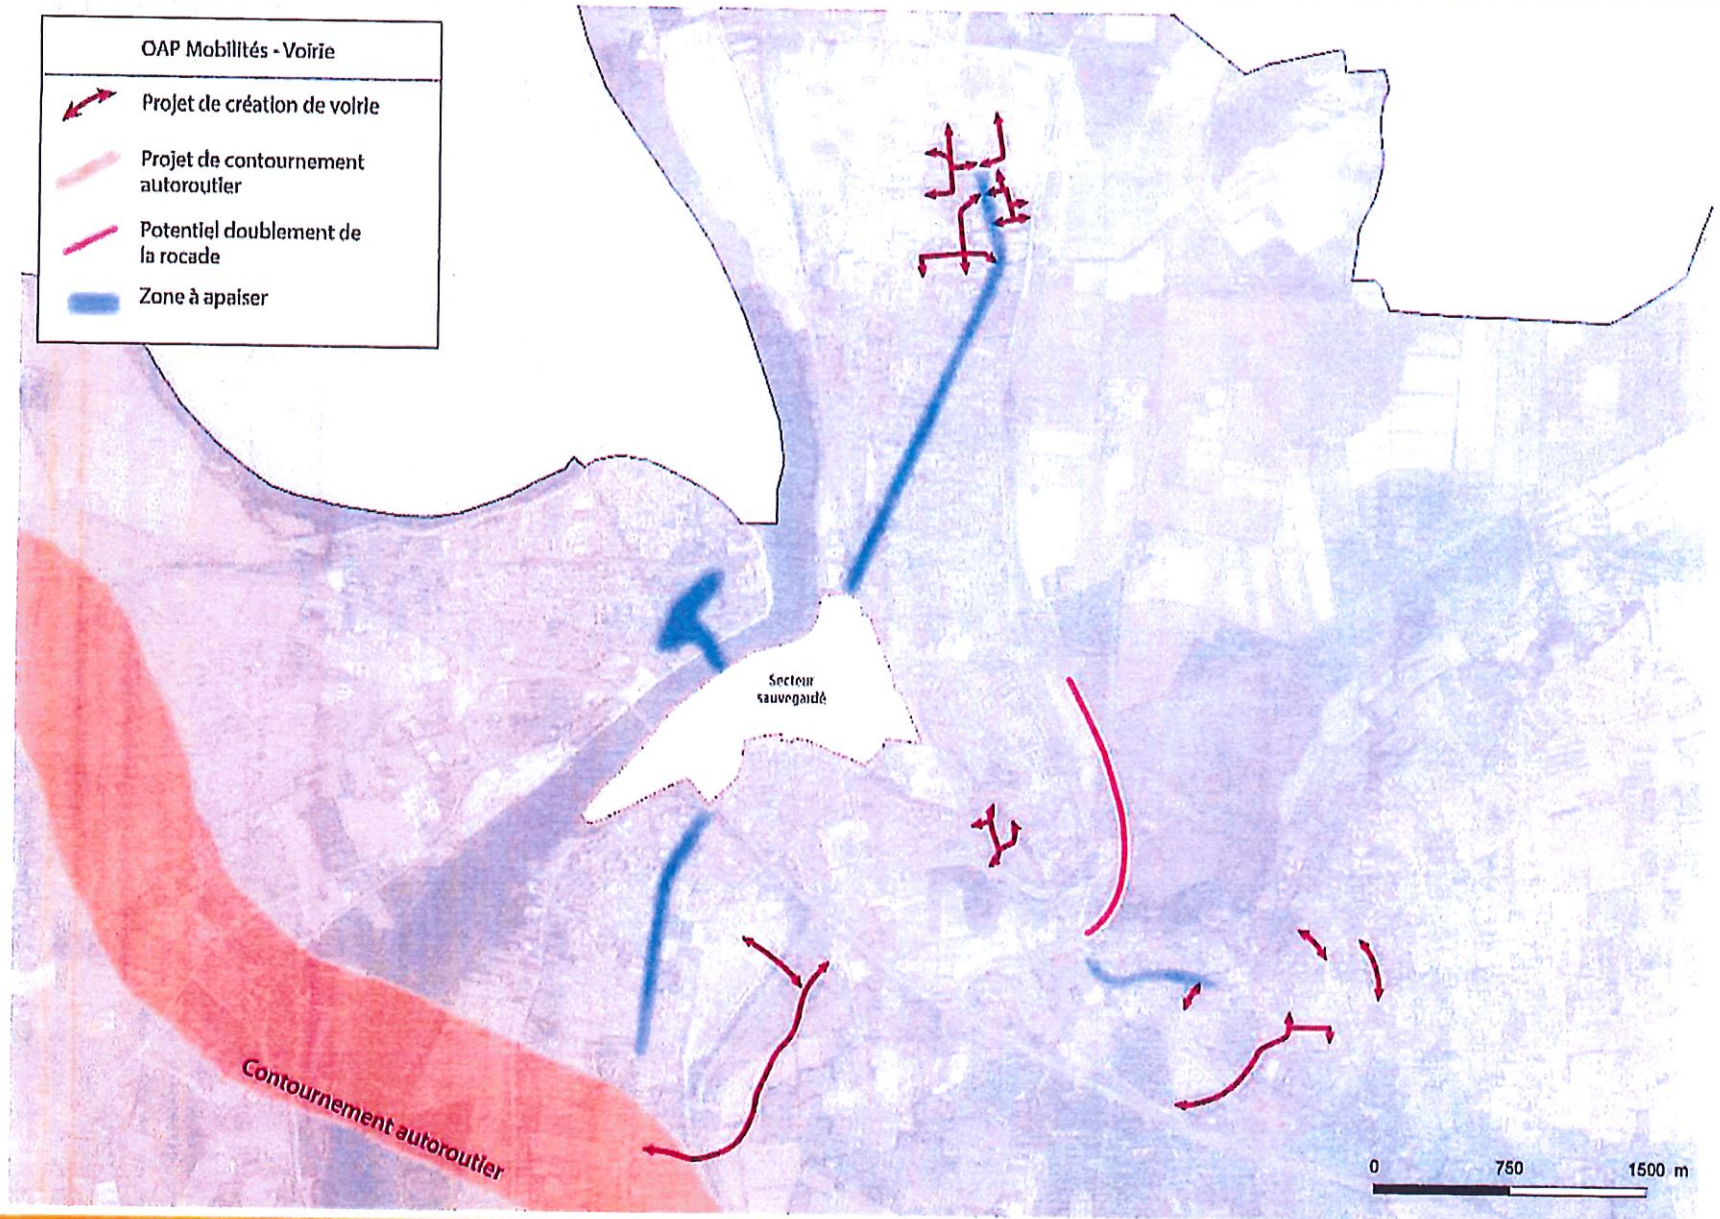 OAP Mobilités - Voirie
Projet de création de voirie
Projet de contournement
autoroutier
Potentiel doublement de
la rocade
Zone à apaiser
Secteur
sauvegardé
Contournement autoroutier
0 750 1500 m